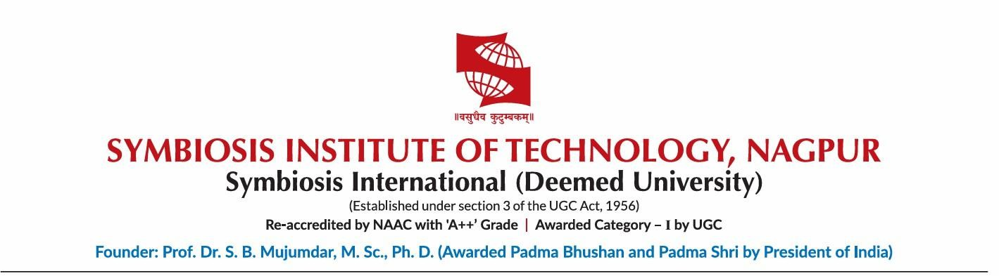 ॥वसुधैव कुटुम्बकम्॥
SYMBIOSIS INSTITUTE OF TECHNOLOGY, NAGPUR
Symbiosis International (Deemed University)
(Established under section 3 of the UGC Act, 1956)
Re-accredited by NAAC with 'A++’ Grade | Awarded Category – I by UGC
Founder: Prof. Dr. S. B. Mujumdar, M. Sc., Ph. D. (Awarded Padma Bhushan and Padma Shri by President of India)